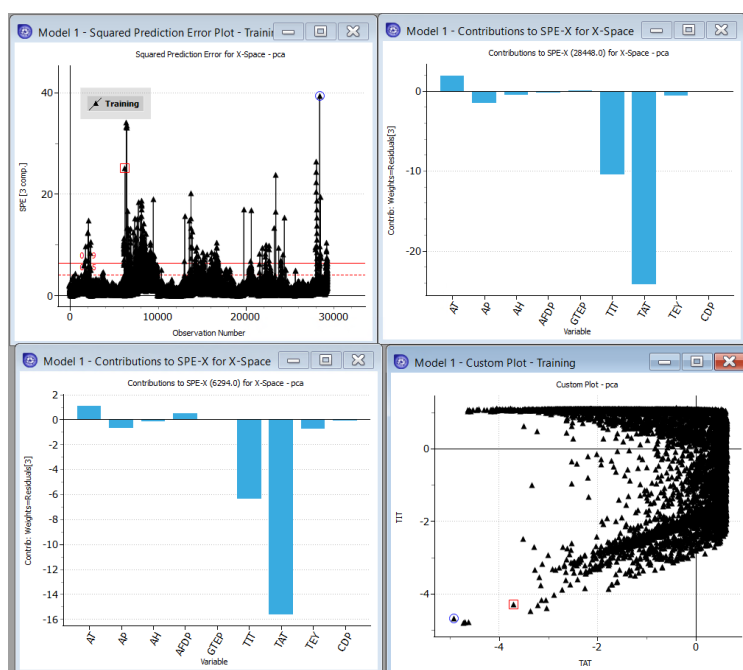 Model 1 - Squared Prediction Error Plot - Traini
Squared Prediction Error for X-Space - pca
SPE [3 comp.]
40
20
0
Training
0
10000
20000
30000
Observation Number
Model 1 - Contributions to SPE-X for X-Space
Contributions to SPE-X (28448.0) for X-Space - pca
Contrib: Weights=Residuals[3]
0
-10
-20
AT AP AH AFDP GTEP TIT TAT TEY CDP
Variable
Model 1 - Contributions to SPE-X for X-Space
Contributions to SPE-X (6294.0) for X-Space - pca
Contrib: Weights=Residuals[3]
2
0
-2
-4
-6
-8
-10
-12
-14
-16
AT AP AH AFDP GTEP TIT TAT TEY CDP
Variable
Model 1 - Custom Plot - Training
Custom Plot - pca
TIT
0
-2
-4
-4
-2
0
TAT